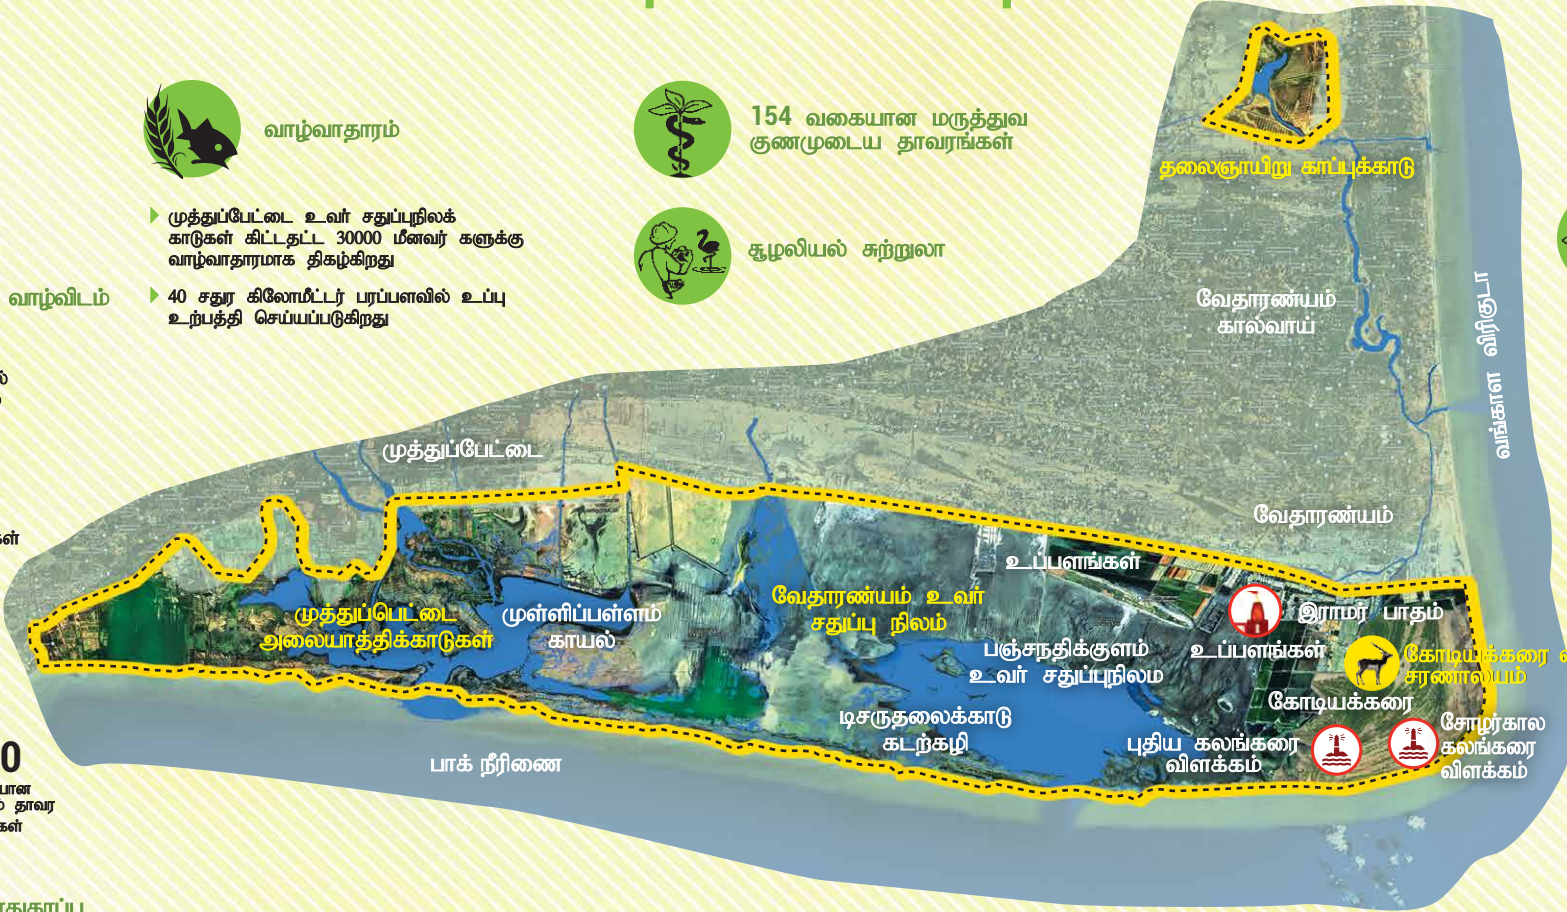 வாழ்வாதாரம்
154 வகையான மருத்துவ
குணமுடைய தாவரங்கள்
முத்துப்பேட்டை உவர் சதுப்புநிலக்
காடுகள் கிட்டதட்ட 30000 மீனவர் களுக்கு
வாழ்வாதாரமாக திகழ்கிறது
வாழ்விடம்
40 சதுர கிலோமீட்டர் பரப்பளவில் உப்பு
உற்பத்தி செய்யப்படுகிறது
சூழலியல் சுற்றுலா
தலைஞாயிறு காப்புக்காடு
வேதாரண்யம்
கால்வாய்
வங்காள விரிகுடா
முத்துப்பேட்டை
வேதாரண்யம்
உப்பளங்கள்
முத்துப்பெட்டை
அலையாத்திக்காடுகள்
முள்ளிப்பள்ளம்
காயல்
வேதாரண்யம் உவர்
சதுப்பு நிலம்
இராமர் பாதம்
பஞ்சநதிக்குளம்
உவர் சதுப்புநிலம
உப்பளங்கள்
கோடியக்கரை
சரணாலயம்
கோடியக்கரை
டிசருதலைக்காடு
கடற்கழி
புதிய கலங்கரை
விளக்கம்
சோழர்கால
கலங்கரை
விளக்கம்
பாக் நீரிணை
0
தாவர